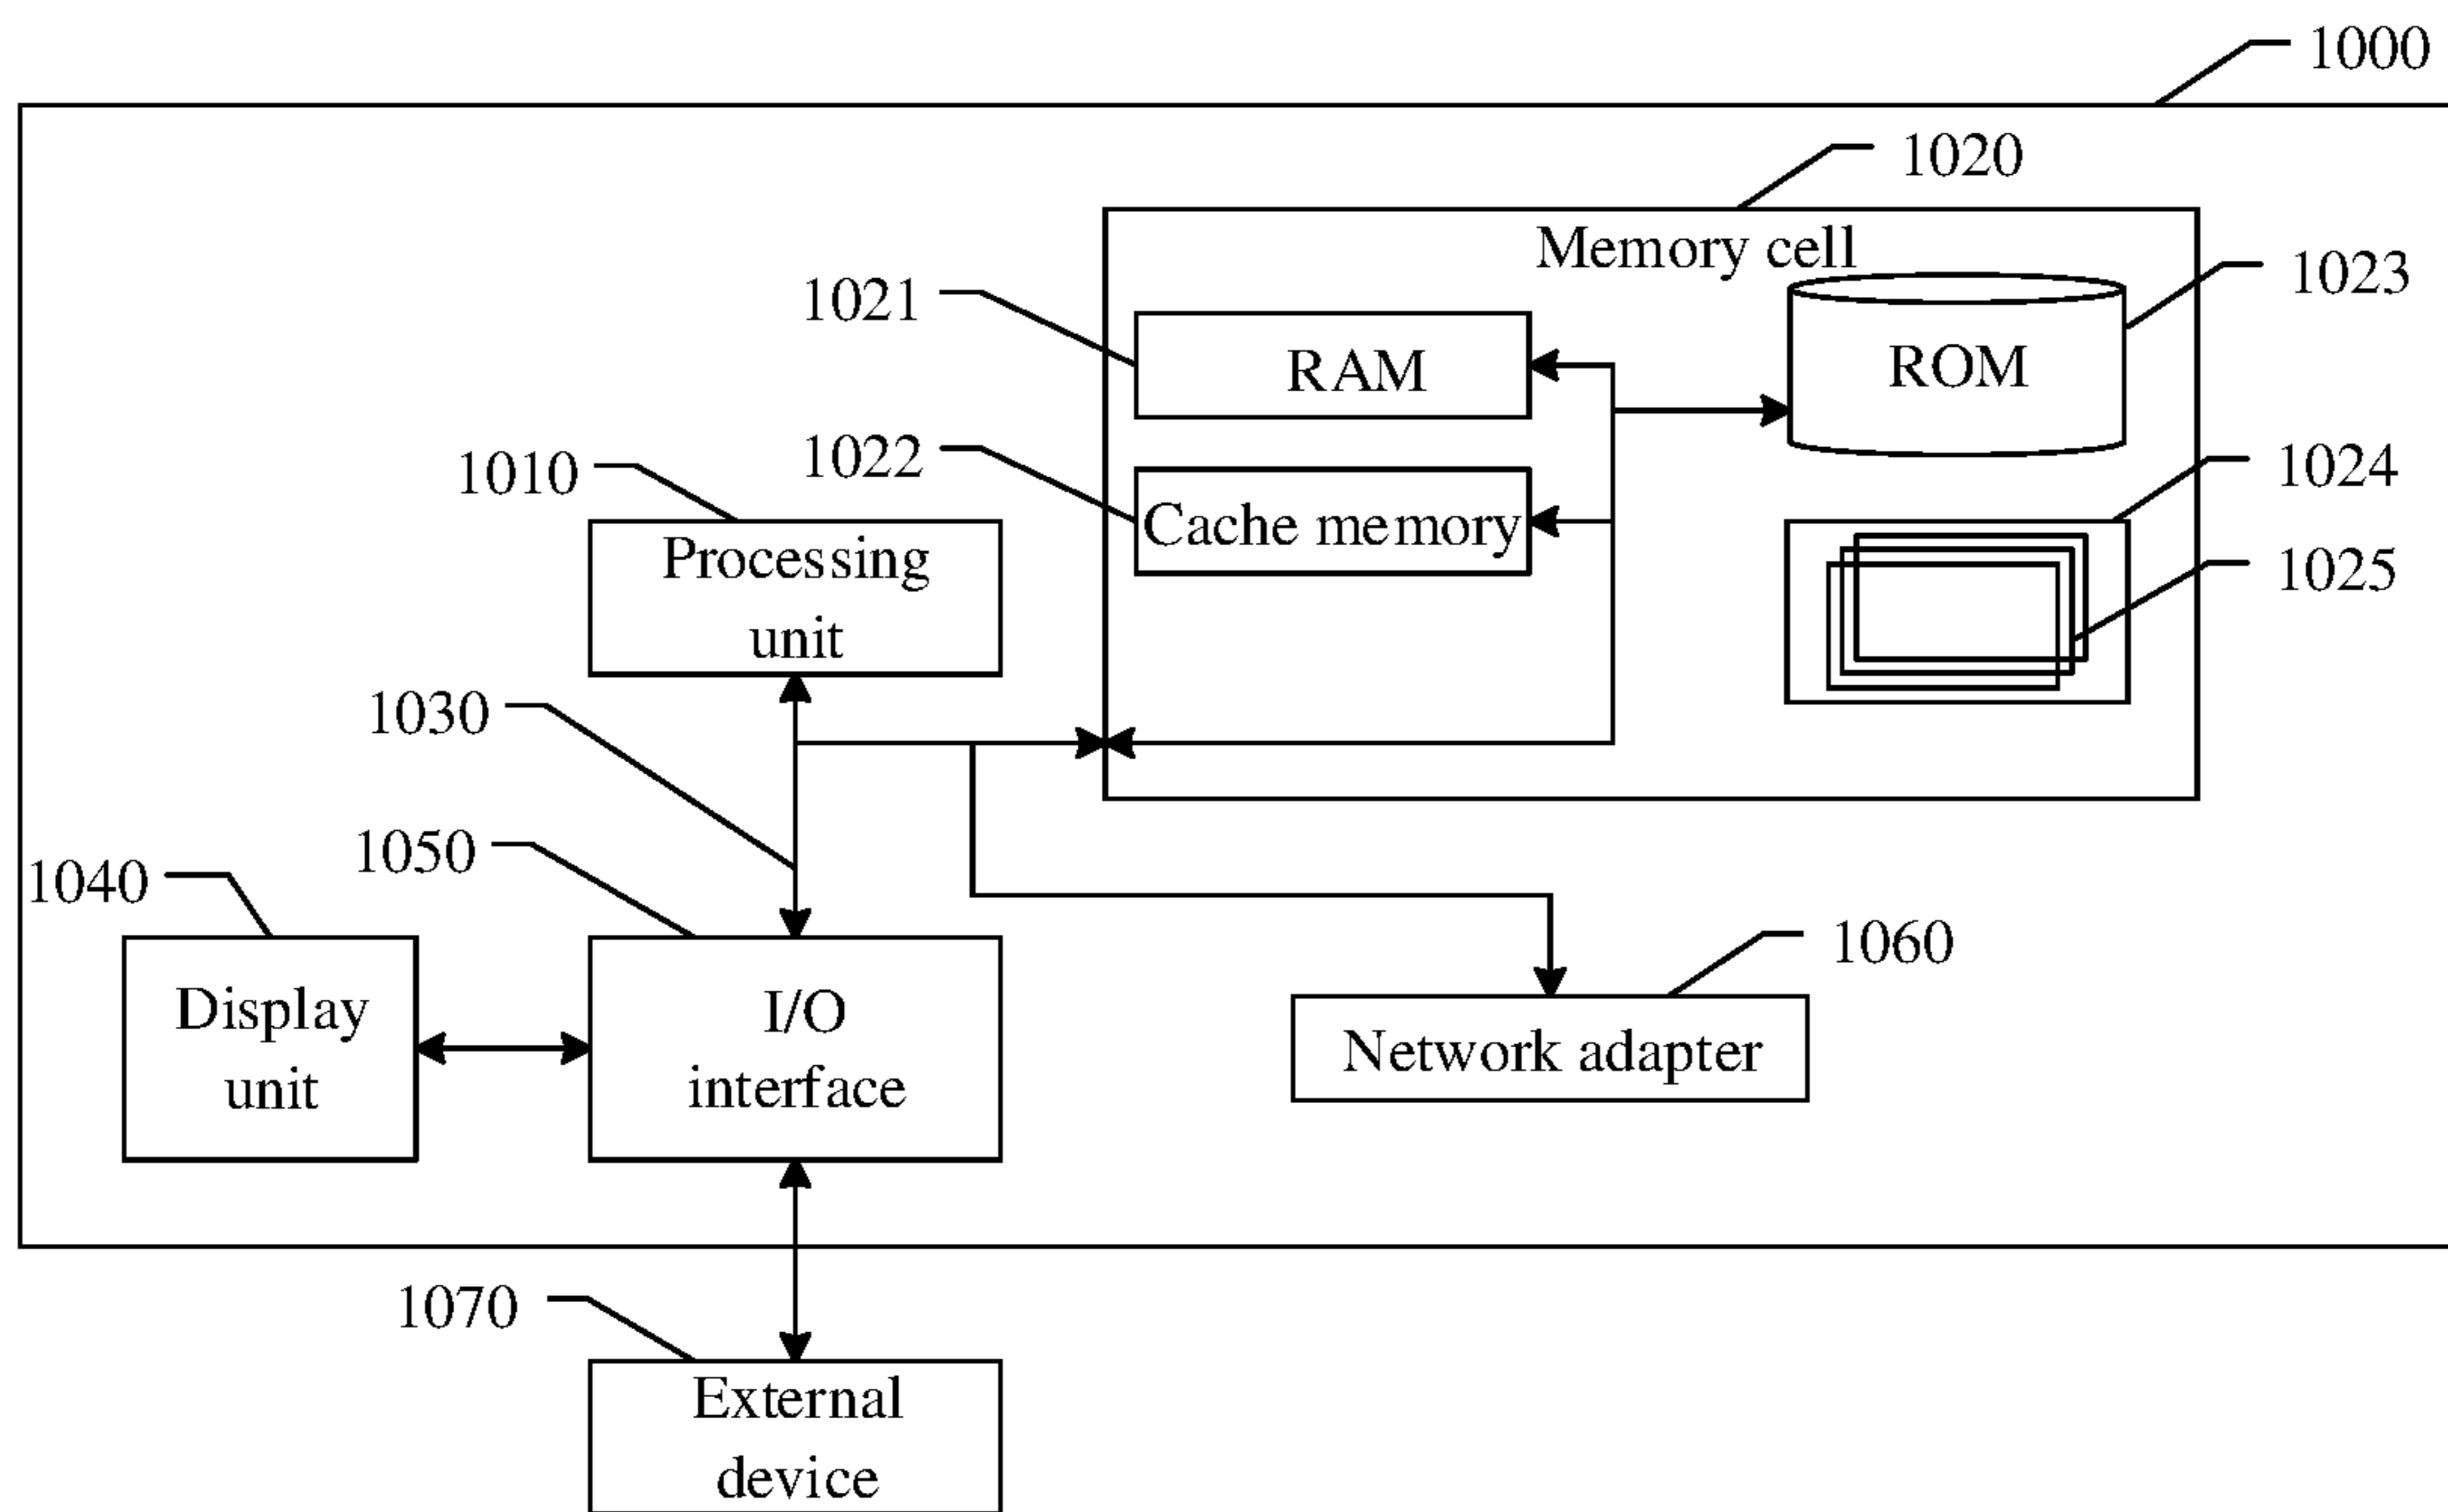 1000
1020
Memory cell
1023
1021
RAM
ROM
1022
1024
1010
Cache memory
Processing
unit
1025
1030
1050
1040
1060
Display
unit
I/O
interface
Network adapter
1070
External
device